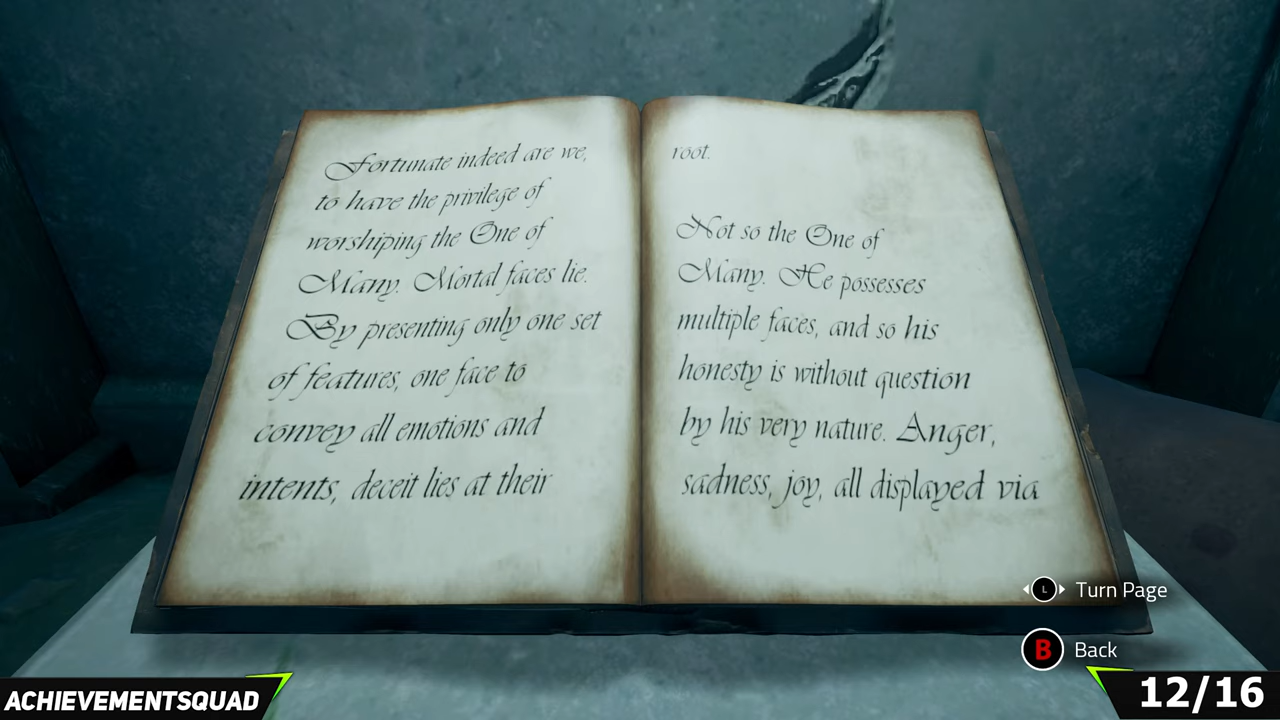 Fortunate indeed are we,
to have the privilege of
worshiping the One of
Many. Mortal faces lie.
By presenting only one set
of features, one face to
convey all emotions and
intents, deceit lies at their
root.
Not so the One of
Many. He possesses
multiple faces, and so his
honesty is without question
by his very nature. Anger,
sadness, joy, all displayed via
L
Turn Page
B
Back
ACHIEVEMENTSQUAD
12/16